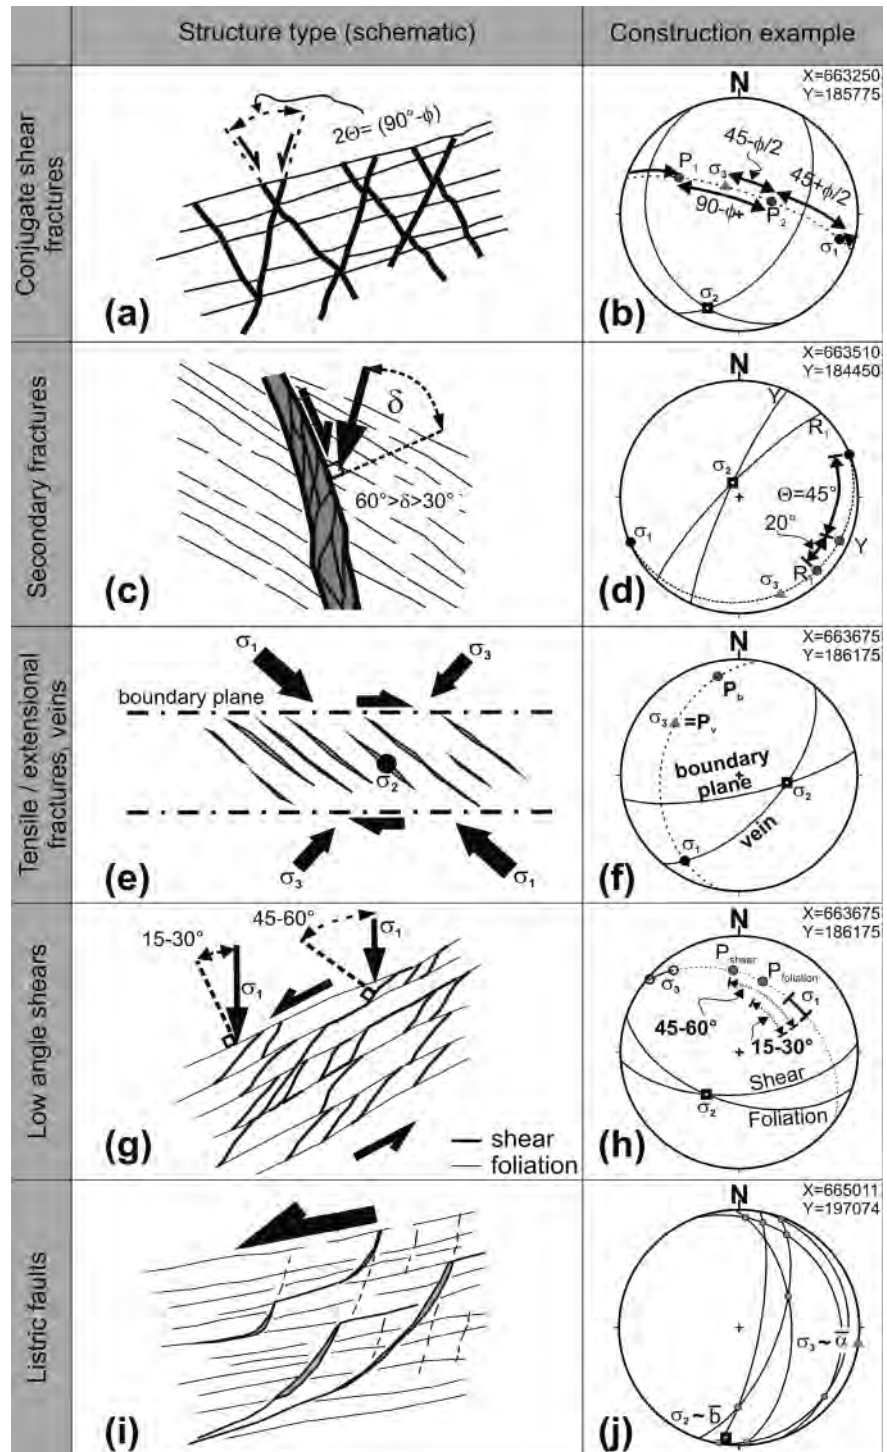 Structure type (schematic)
Construction example
Conjugate shear
fractures
2Θ= (90°-ϕ)
(a)
N
X=663250
Y=185775
45-ϕ/2
45+ϕ/2
P₁
σ₃
90-ϕ
P₂
σ₁
σ₂
(b)
Secondary fractures
δ
60°>δ>30°
(c)
N
X=663510
Y=184450
Y
R₁
σ₂
Θ=45°
20°
σ₁
Y
σ₃
R₁
(d)
Tensile / extensional
fractures, veins
σ₁
σ₃
boundary plane
σ₂
σ₃
σ₁
(e)
N
X=663675
Y=186175
P_b
σ₃ =P_v
boundary
plane
σ₂
vein
σ₁
(f)
Low angle shears
45-60°
15-30°
σ₁
σ₁
shear
foliation
(g)
N
X=663675
Y=186175
P_shear
P_foliation
σ₃
σ₁
45-60°
15-30°
Shear
σ₂
Foliation
(h)
Listric faults
(i)
N
X=665011
Y=197074
σ₃~a̅
σ₂~b̅
(j)